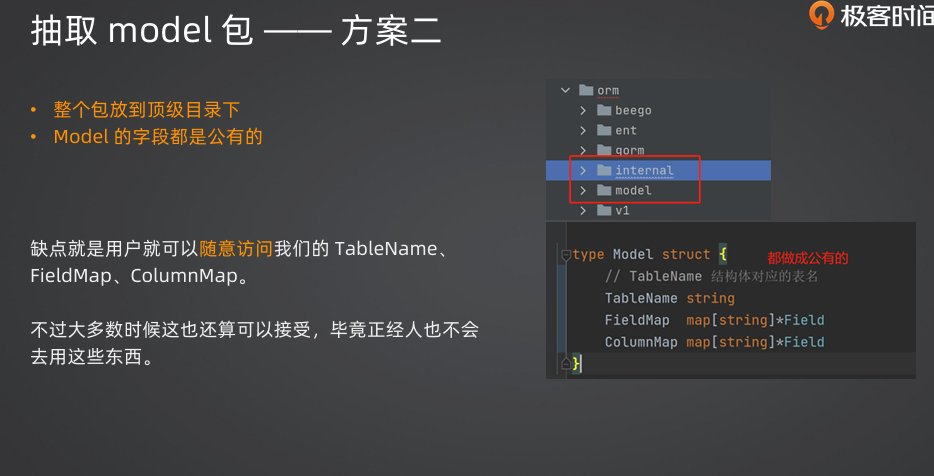 抽取 model 包 —— 方案二
极客时间
• 整个包放到顶级目录下
• Model 的字段都是公有的
缺点就是用户就可以随意访问我们的 TableName、
FieldMap、ColumnMap。
不过大多数时候这也还算可以接受，毕竟正经人也不会
去用这些东西。
orm
beego
ent
gorm
internal
model
v1
type Model struct {
都做成公有的
// TableName 结构体对应的表名
TableName string
FieldMap map[string]*Field
ColumnMap map[string]*Field
}